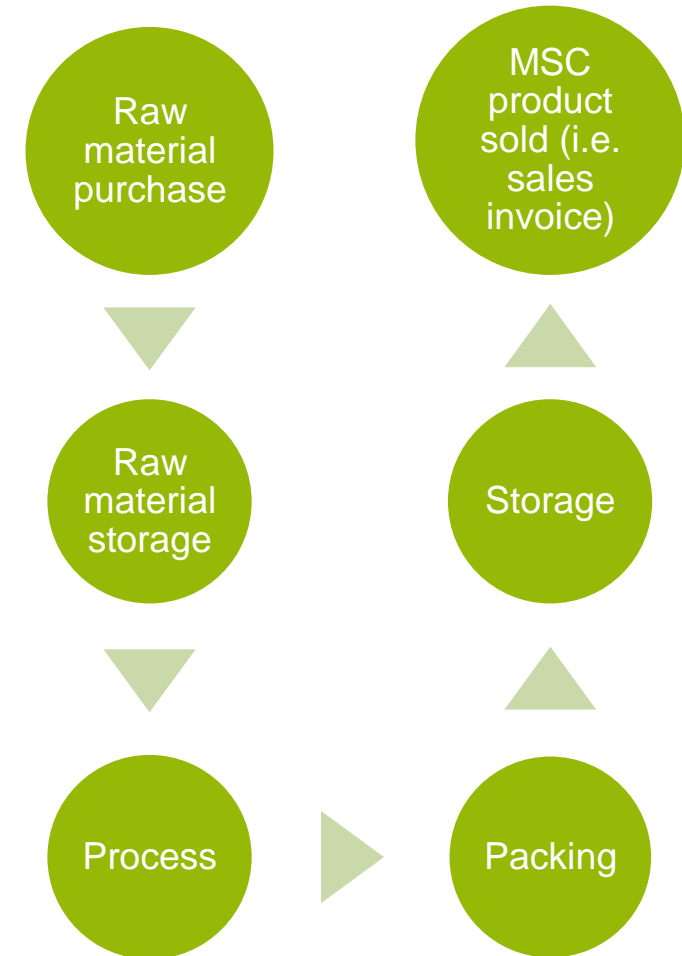 Raw
material
purchase
Raw
material
storage
Process
Packing
Storage
MSC
product
sold (i.e.
sales
invoice)